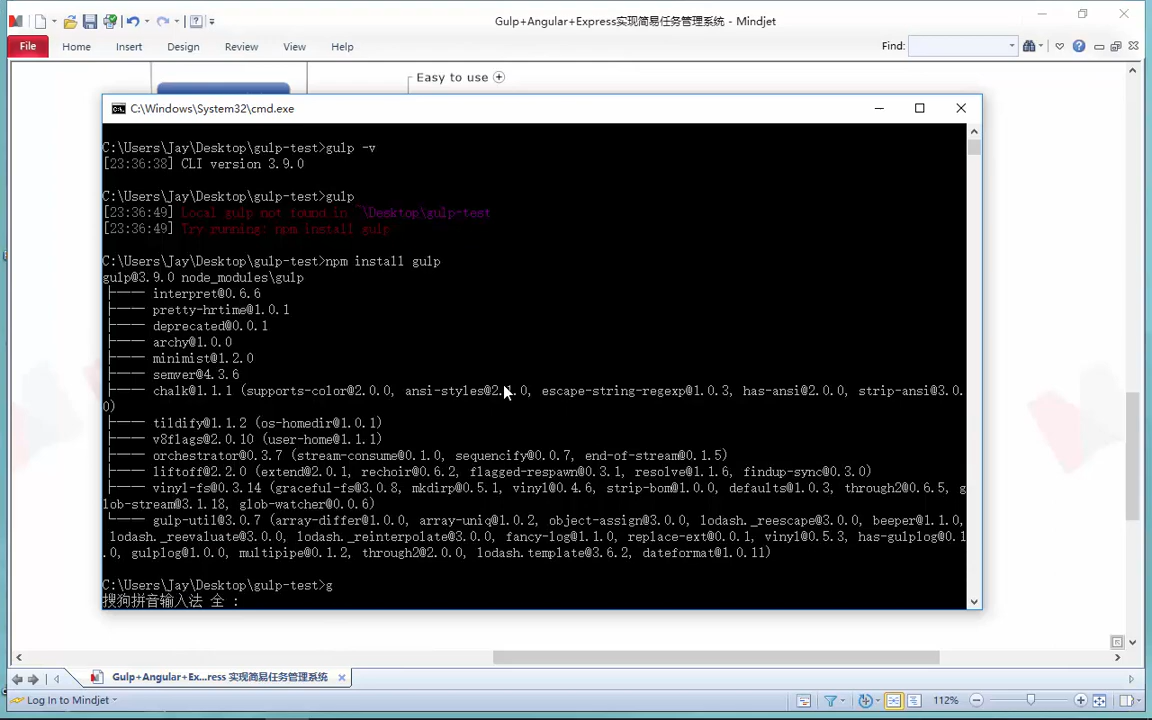 Gulp+Angular+Express实现简易任务管理系统 - Mindjet
File
Home
Insert
Design
Review
View
Help
Find:
Easy to use
C:\Windows\System32\cmd.exe
C:\Users\Jay\Desktop\gulp-test>gulp -v
[23:36:38] CLI version 3.9.0
C:\Users\Jay\Desktop\gulp-test>gulp
[23:36:49] Local gulp not found in ~\Desktop\gulp-test
[23:36:49] Try running: npm install gulp
C:\Users\Jay\Desktop\gulp-test>npm install gulp
gulp@3.9.0 node_modules\gulp
├── interpret@0.6.6
├── pretty-hrtime@1.0.1
├── deprecated@0.0.1
├── archy@1.0.0
├── minimist@1.2.0
├── semver@4.3.6
├── chalk@1.1.1 (supports-color@2.0.0, ansi-styles@2.1.0, escape-string-regexp@1.0.3, has-ansi@2.0.0, strip-ansi@3.0.
0)
├── tildify@1.1.2 (os-homedir@1.0.1)
├── v8flags@2.0.10 (user-home@1.1.1)
├── orchestrator@0.3.7 (stream-consume@0.1.0, sequencify@0.0.7, end-of-stream@0.1.5)
├── liftoff@2.2.0 (extend@2.0.1, rechoir@0.6.2, flagged-respawn@0.3.1, resolve@1.1.6, findup-sync@0.3.0)
├── vinyl-fs@0.3.14 (graceful-fs@3.0.8, mkdirp@0.5.1, vinyl@0.4.6, strip-bom@1.0.0, defaults@1.0.3, through2@0.6.5, g
lob-stream@3.1.18, glob-watcher@0.0.6)
└── gulp-util@3.0.7 (array-differ@1.0.0, array-uniq@1.0.2, object-assign@3.0.0, lodash._reescape@3.0.0, beeper@1.1.0,
lodash._reevaluate@3.0.0, lodash._reinterpolate@3.0.0, fancy-log@1.1.0, replace-ext@0.0.1, vinyl@0.5.3, has-gulplog@0.1
.0, gulplog@1.0.0, multipipe@0.1.2, through2@2.0.0, lodash.template@3.6.2, dateformat@1.0.11)
C:\Users\Jay\Desktop\gulp-test>g
搜狗拼音输入法 全 :
Gulp+Angular+Ex...ress 实现简易任务管理系统
Log In to Mindjet
112%